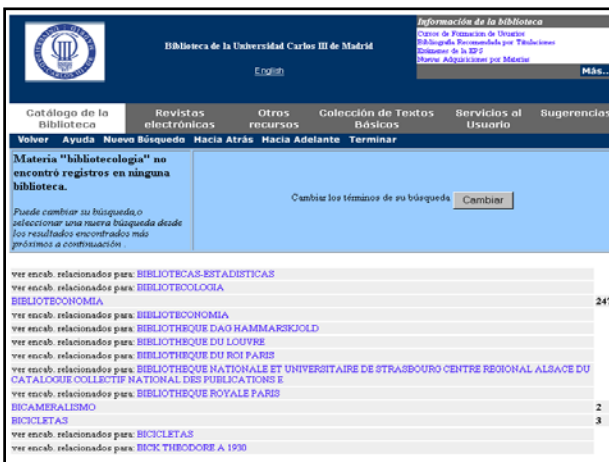 Información de la biblioteca
Cursos de Formacion de Usuarios
Bibliografia Recomendada por Titulaciones
Exámenes de la EPS
Nuevas Adquisiciones por Materias
Más...
Biblioteca de la Universidad Carlos III de Madrid
English
Catálogo de la Biblioteca
Revistas electrónicas
Otros recursos
Colección de Textos Básicos
Servicios al Usuario
Sugerencias
Volver Ayuda Nueva Búsqueda Hacia Atrás Hacia Adelante Terminar
Materia "bibliotecologia" no
encontró registros en ninguna
biblioteca.
Puede cambiar su búsqueda,o
seleccionar una nueva búsqueda desde
los resultados encontrados más
próximos a continuación .
Cambiar los términos de su búsqueda Cambiar
ver encab. relacionados para: BIBLIOTECAS-ESTADISTICAS
ver encab. relacionados para: BIBLIOTECOLOGIA
BIBLIOTECONOMIA 247
ver encab. relacionados para: BIBLIOTECONOMIA
ver encab. relacionados para: BIBLIOTHEQUE DAG HAMMARSKJOLD
ver encab. relacionados para: BIBLIOTHEQUE DU LOUVRE
ver encab. relacionados para: BIBLIOTHEQUE DU ROI PARIS
ver encab. relacionados para: BIBLIOTHEQUE NATIONALE ET UNIVERSITAIRE DE STRASBOURG CENTRE REGIONAL ALSACE DU
CATALOGUE COLLECTIF NATIONAL DES PUBLICATIONS E
ver encab. relacionados para: BIBLIOTHEQUE ROYALE PARIS
BICAMERALISMO 2
BICICLETAS 3
ver encab. relacionados para: BICICLETAS
ver encab. relacionados para: BICK THEODORE A 1930